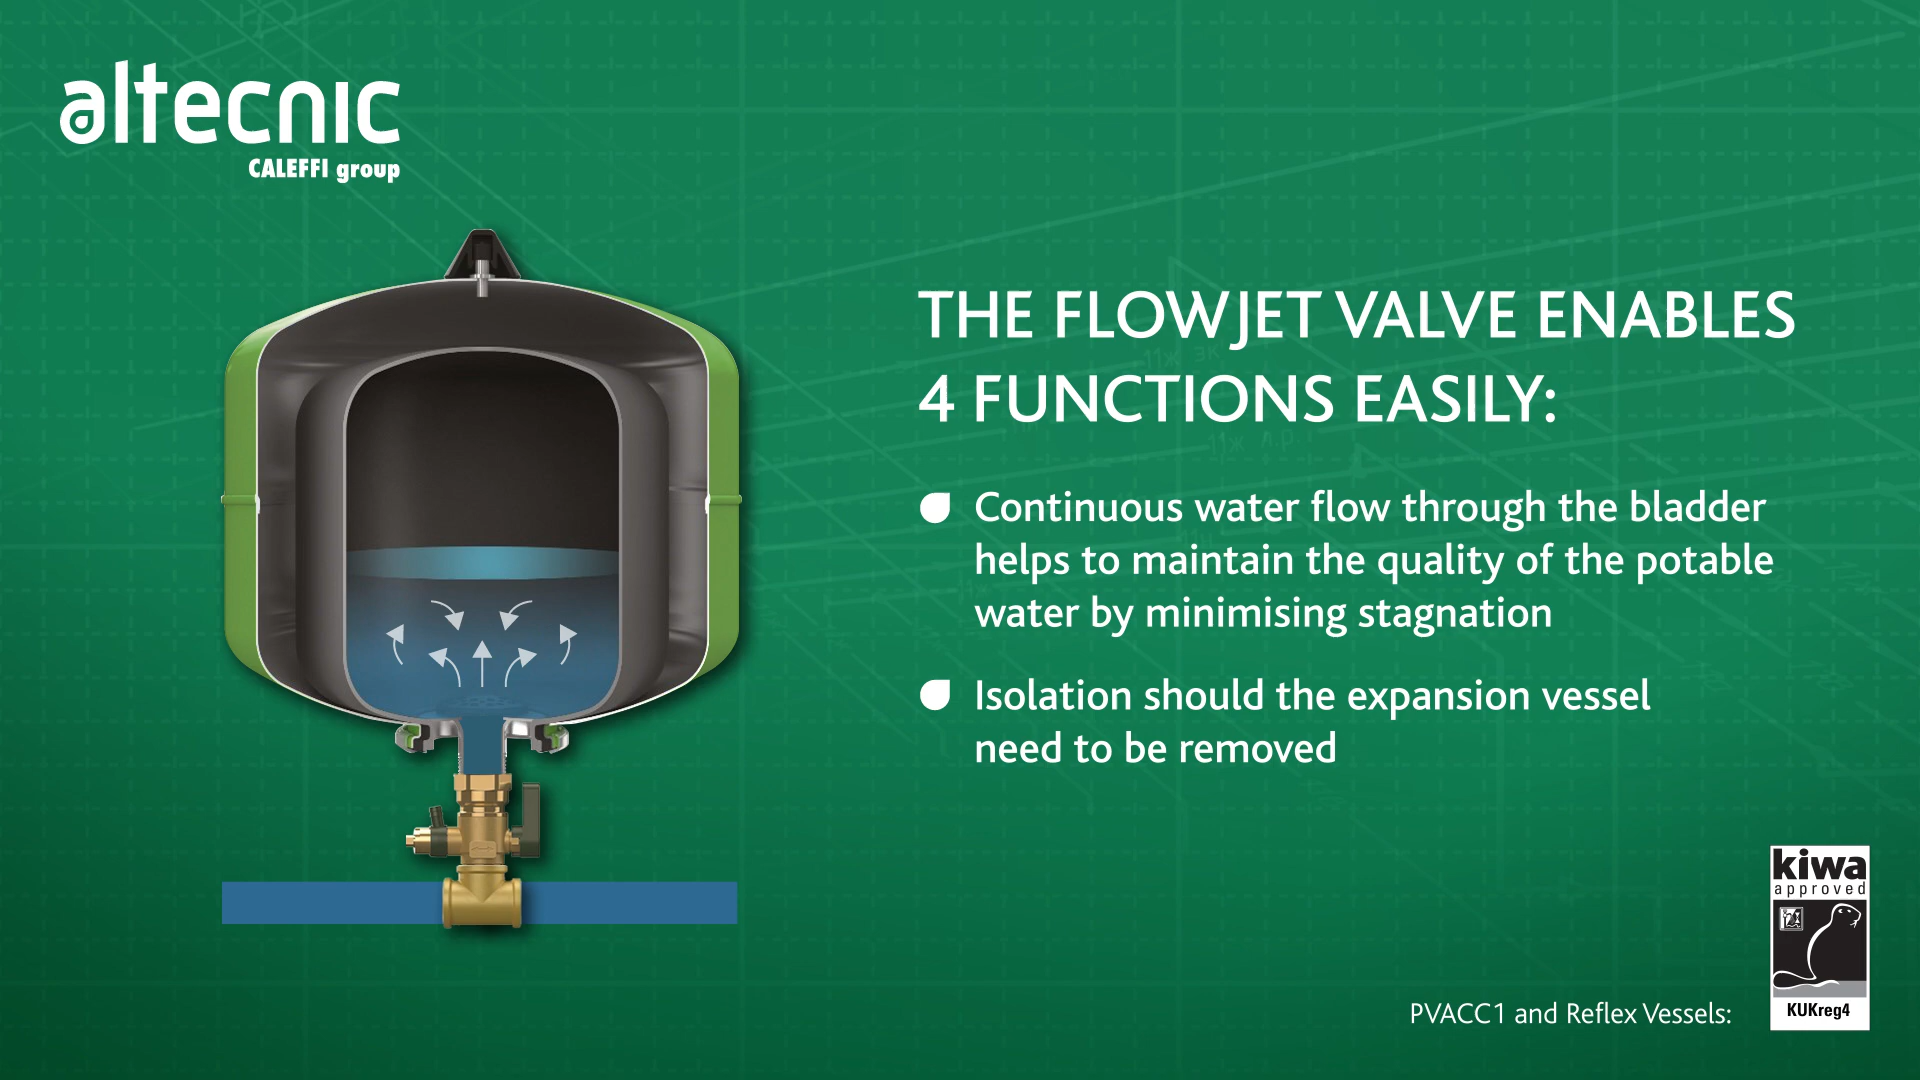 altecnic
CALEFFI group
THE FLOWJET VALVE ENABLES
4 FUNCTIONS EASILY:
Continuous water flow through the bladder
helps to maintain the quality of the potable
water by minimising stagnation
Isolation should the expansion vessel
need to be removed
kiwa
approved
KUKreg4
PVACC1 and Reflex Vessels: